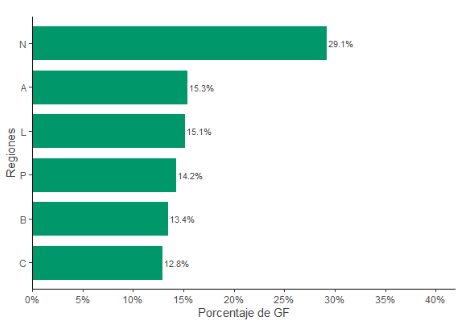 N
29.1%
A
15.3%
L
15.1%
P
14.2%
B
13.4%
C
12.8%
Regiones
0% 5% 10% 15% 20% 25% 30% 35% 40%
Porcentaje de GF